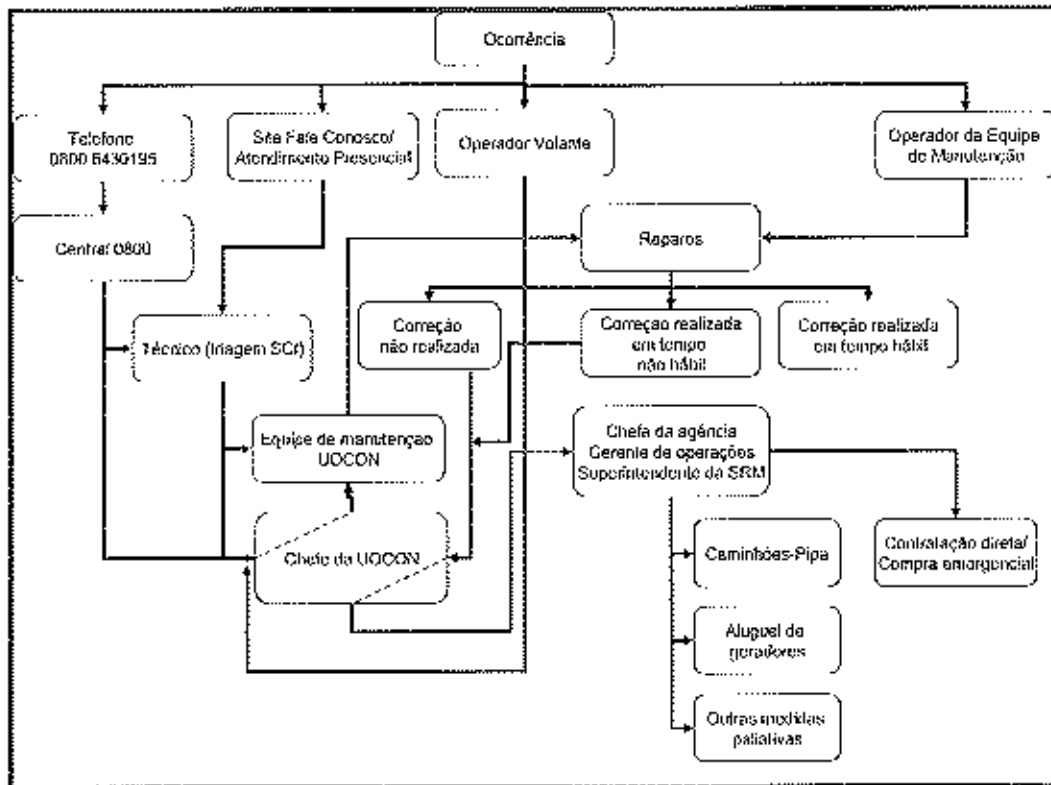 Ocorrência
Telefone
0800 6430195
Site Fale Conosco/
Atendimento Presencial
Operador Volante
Operador da Equipe
de Manutenção
Central 0800
Reparos
Técnico (triagem SCI)
Correção
não realizada
Correção realizada
em tempo
não hábil
Correção realizada
em tempo hábil
Equipe de manutenção
UOCON
Chefe da agência
Gerente de operações
Superintendente da SRM
Chefe da UOCON
Caminhões-Pipa
Contratação direta/
Compra emergencial
Aluguel de
geradores
Outras medidas
paliativas